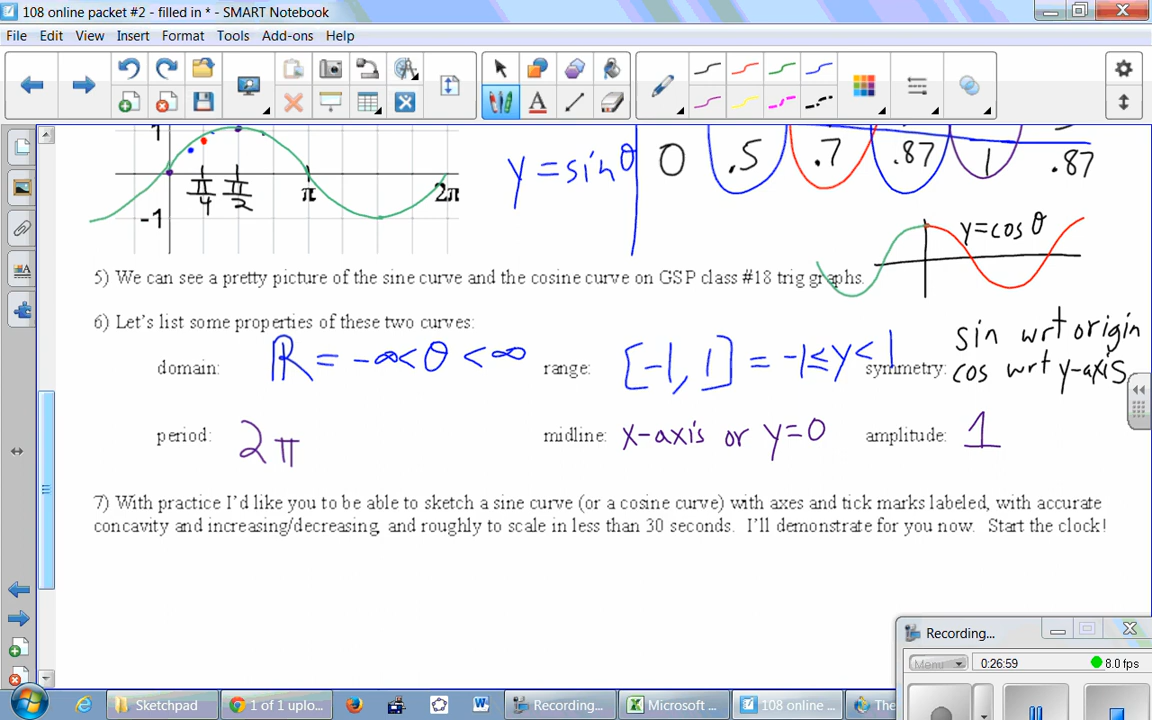 108 online packet #2 - filled in * - SMART Notebook
File Edit View Insert Format Tools Add-ons Help
1
-1
π/4 π/2 π 2π
y = sin θ 0 .5 .7 .87 1 .87
y=cos θ
5) We can see a pretty picture of the sine curve and the cosine curve on GSP class #18 trig graphs.
6) Let's list some properties of these two curves:
domain: ℝ = -∞ < θ < ∞ range: [-1, 1] = -1 ≤ y < 1 symmetry: sin wrt origin
cos wrt y-axis
period: 2π midline: x-axis or y=0 amplitude: 1
7) With practice I'd like you to be able to sketch a sine curve (or a cosine curve) with axes and tick marks labeled, with accurate
concavity and increasing/decreasing, and roughly to scale in less than 30 seconds. I'll demonstrate for you now. Start the clock!
Recording...
Menu 0:26:59 8.0 fps
Sketchpad 1 of 1 uplo... Recording... Microsoft ... 108 online ... The